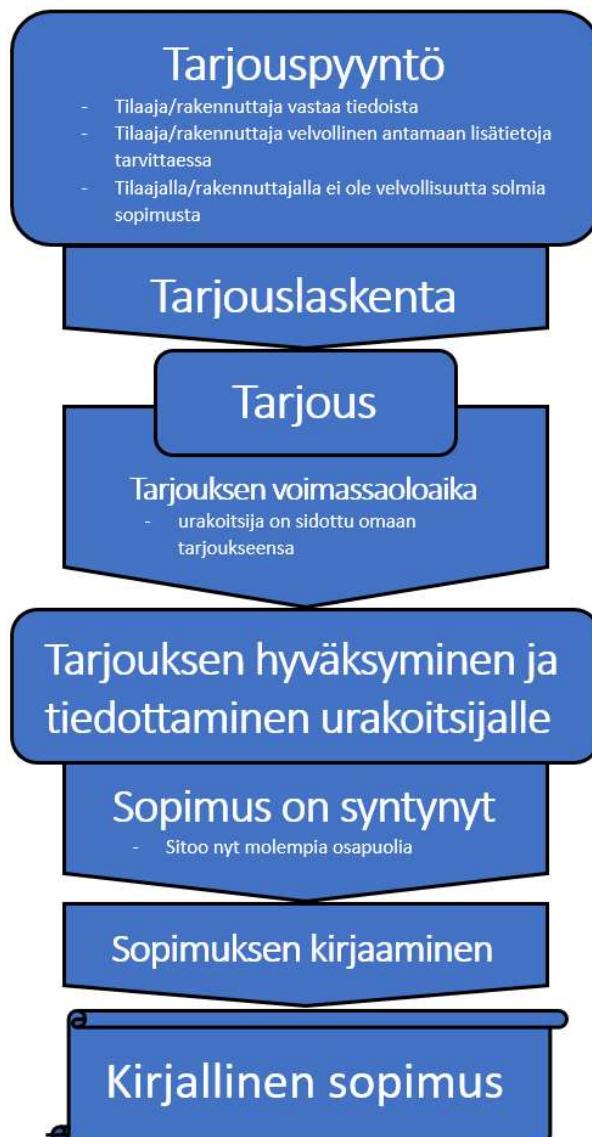 Tarjouspyyntö
- Tilaaja/rakennuttaja vastaa tiedoista
- Tilaaja/rakennuttaja velvollinen antamaan lisätietoja
tarvittaessa
- Tilaajalla/rakennuttajalla ei ole velvollisuutta solmia
sopimusta
Tarjouslaskenta
Tarjous
Tarjouksen voimassaoloaika
- urakoitsija on sidottu omaan
tarjoukseensa
Tarjouksen hyväksyminen ja
tiedottaminen urakoitsijalle
Sopimus on syntynyt
- Sitoo nyt molempia osapuolia
Sopimuksen kirjaaminen
Kirjallinen sopimus